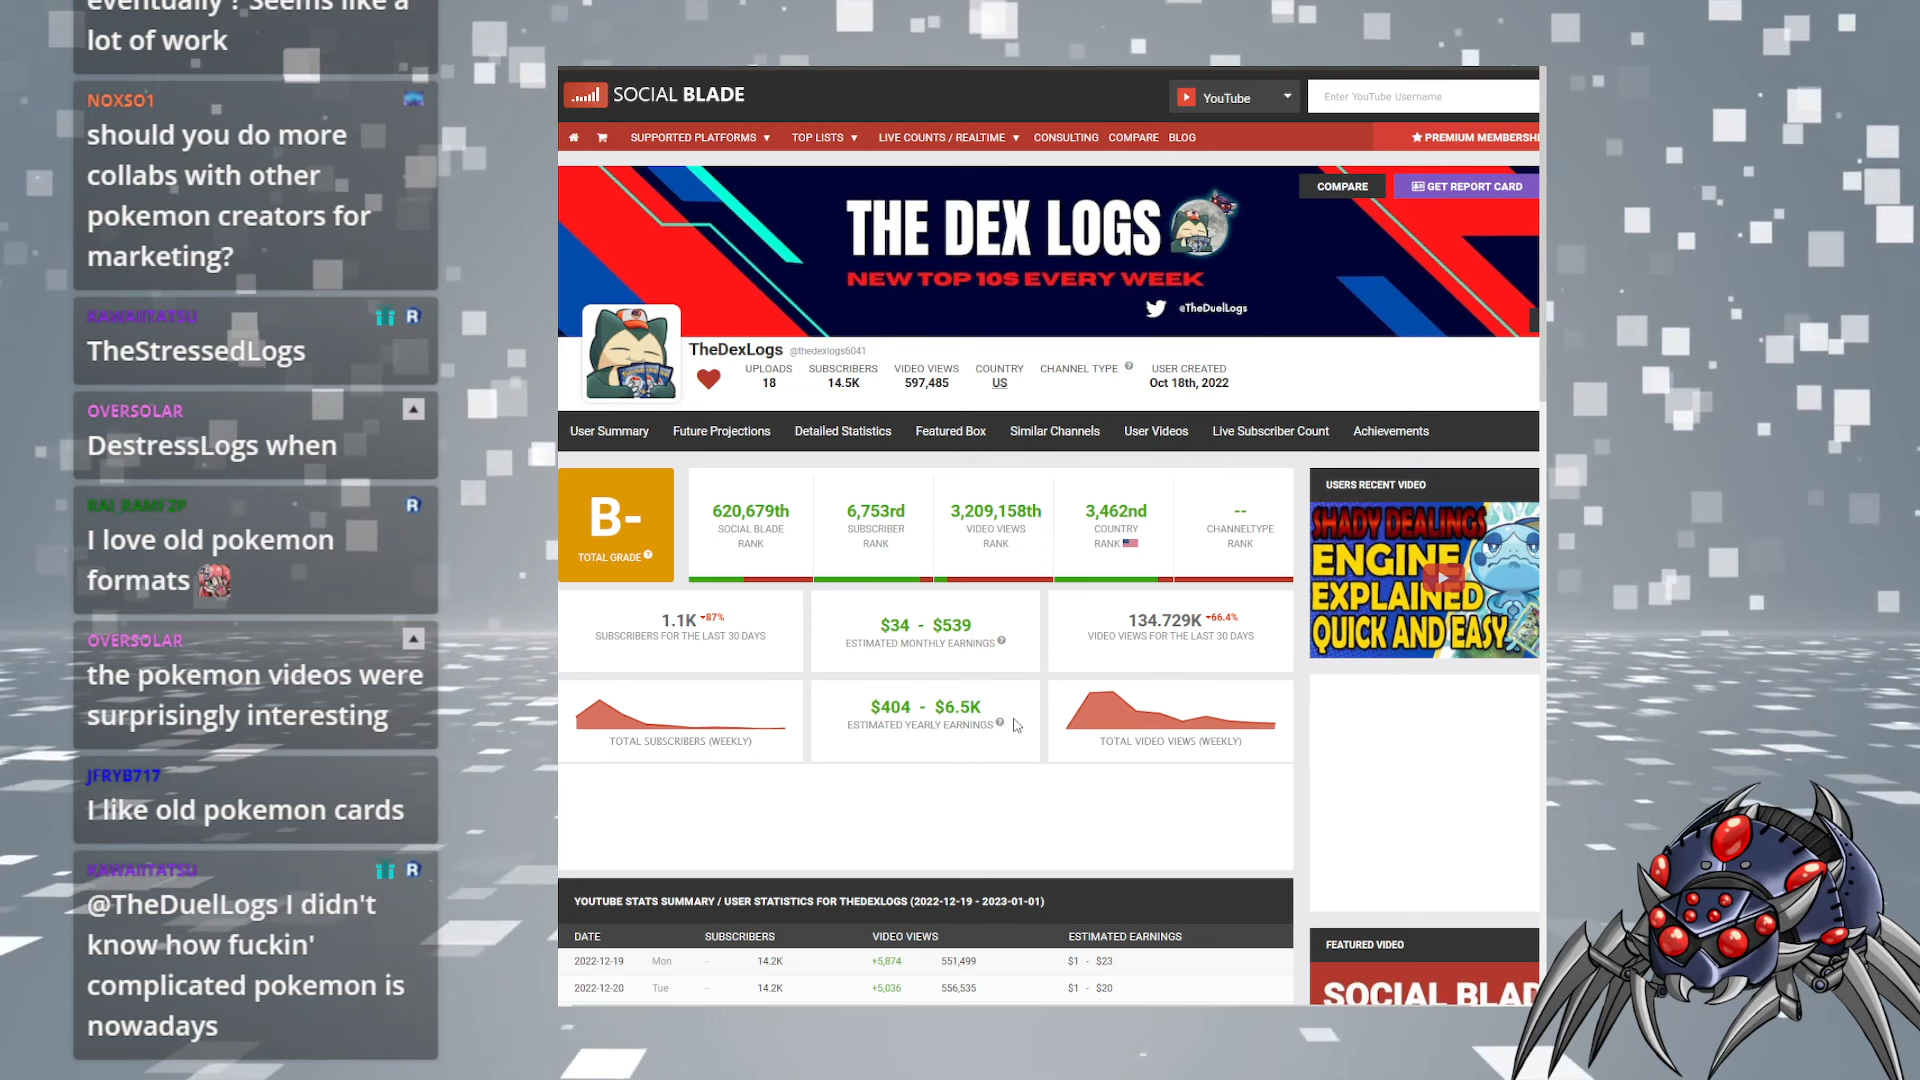 eventually ? Seems like a
lot of work
NOXSO1
should you do more
collabs with other
pokemon creators for
marketing?
KAWAIITATSU
TheStressedLogs
OVERSOLAR
DestressLogs when
I love old pokemon
formats
OVERSOLAR
the pokemon videos were
surprisingly interesting
JFRYB717
I like old pokemon cards
KAWAIITATSU
@TheDuelLogs I didn't
know how fuckin'
complicated pokemon is
nowadays
SOCIAL BLADE
YouTube
Enter YouTube Username
SUPPORTED PLATFORMS TOP LISTS LIVE COUNTS / REALTIME CONSULTING COMPARE BLOG
PREMIUM MEMBERSHI
COMPARE
GET REPORT CARD
THE DEX LOGS
NEW TOP 10S EVERY WEEK
@TheDuelLogs
TheDexLogs @thedexlogs6041
UPLOADS SUBSCRIBERS VIDEO VIEWS COUNTRY CHANNEL TYPE USER CREATED
18 14.5K 597,485 US Oct 18th, 2022
User Summary Future Projections Detailed Statistics Featured Box Similar Channels User Videos Live Subscriber Count Achievements
B-
TOTAL GRADE
620,679th
SOCIAL BLADE
RANK
6,753rd
SUBSCRIBER
RANK
3,209,158th
VIDEO VIEWS
RANK
3,462nd
COUNTRY
RANK
--
CHANNELTYPE
RANK
1.1K -87%
SUBSCRIBERS FOR THE LAST 30 DAYS
$34 - $539
ESTIMATED MONTHLY EARNINGS
134.729K -66.4%
VIDEO VIEWS FOR THE LAST 30 DAYS
TOTAL SUBSCRIBERS (WEEKLY)
$404 - $6.5K
ESTIMATED YEARLY EARNINGS
TOTAL VIDEO VIEWS (WEEKLY)
YOUTUBE STATS SUMMARY / USER STATISTICS FOR THEDEXLOGS (2022-12-19 - 2023-01-01)
DATE SUBSCRIBERS VIDEO VIEWS ESTIMATED EARNINGS
2022-12-19 Mon -- 14.2K +5,874 551,499 $1 - $23
2022-12-20 Tue -- 14.2K +5,036 556,535 $1 - $20
USERS RECENT VIDEO
SHADY DEALINGS
ENGINE
EXPLAINED
QUICK AND EASY
FEATURED VIDEO
SOCIAL BLAD